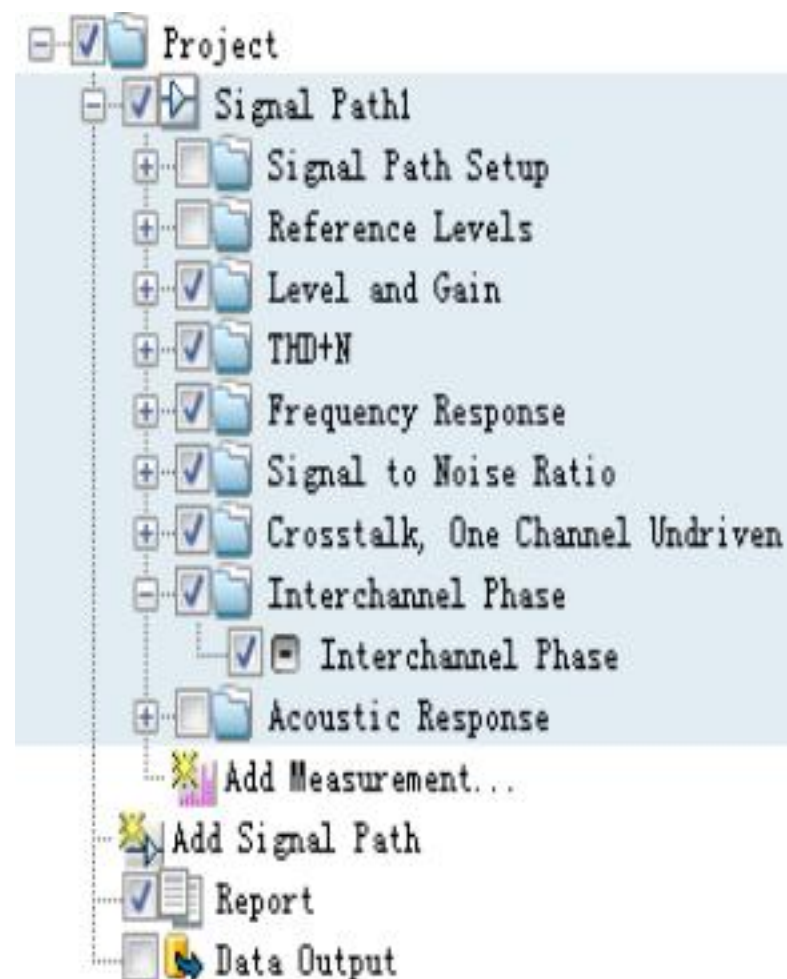 Project
Signal Path1
Signal Path Setup
Reference Levels
Level and Gain
THD+N
Frequency Response
Signal to Noise Ratio
Crosstalk, One Channel Undriven
Interchannel Phase
Interchannel Phase
Acoustic Response
Add Measurement...
Add Signal Path
Report
Data Output